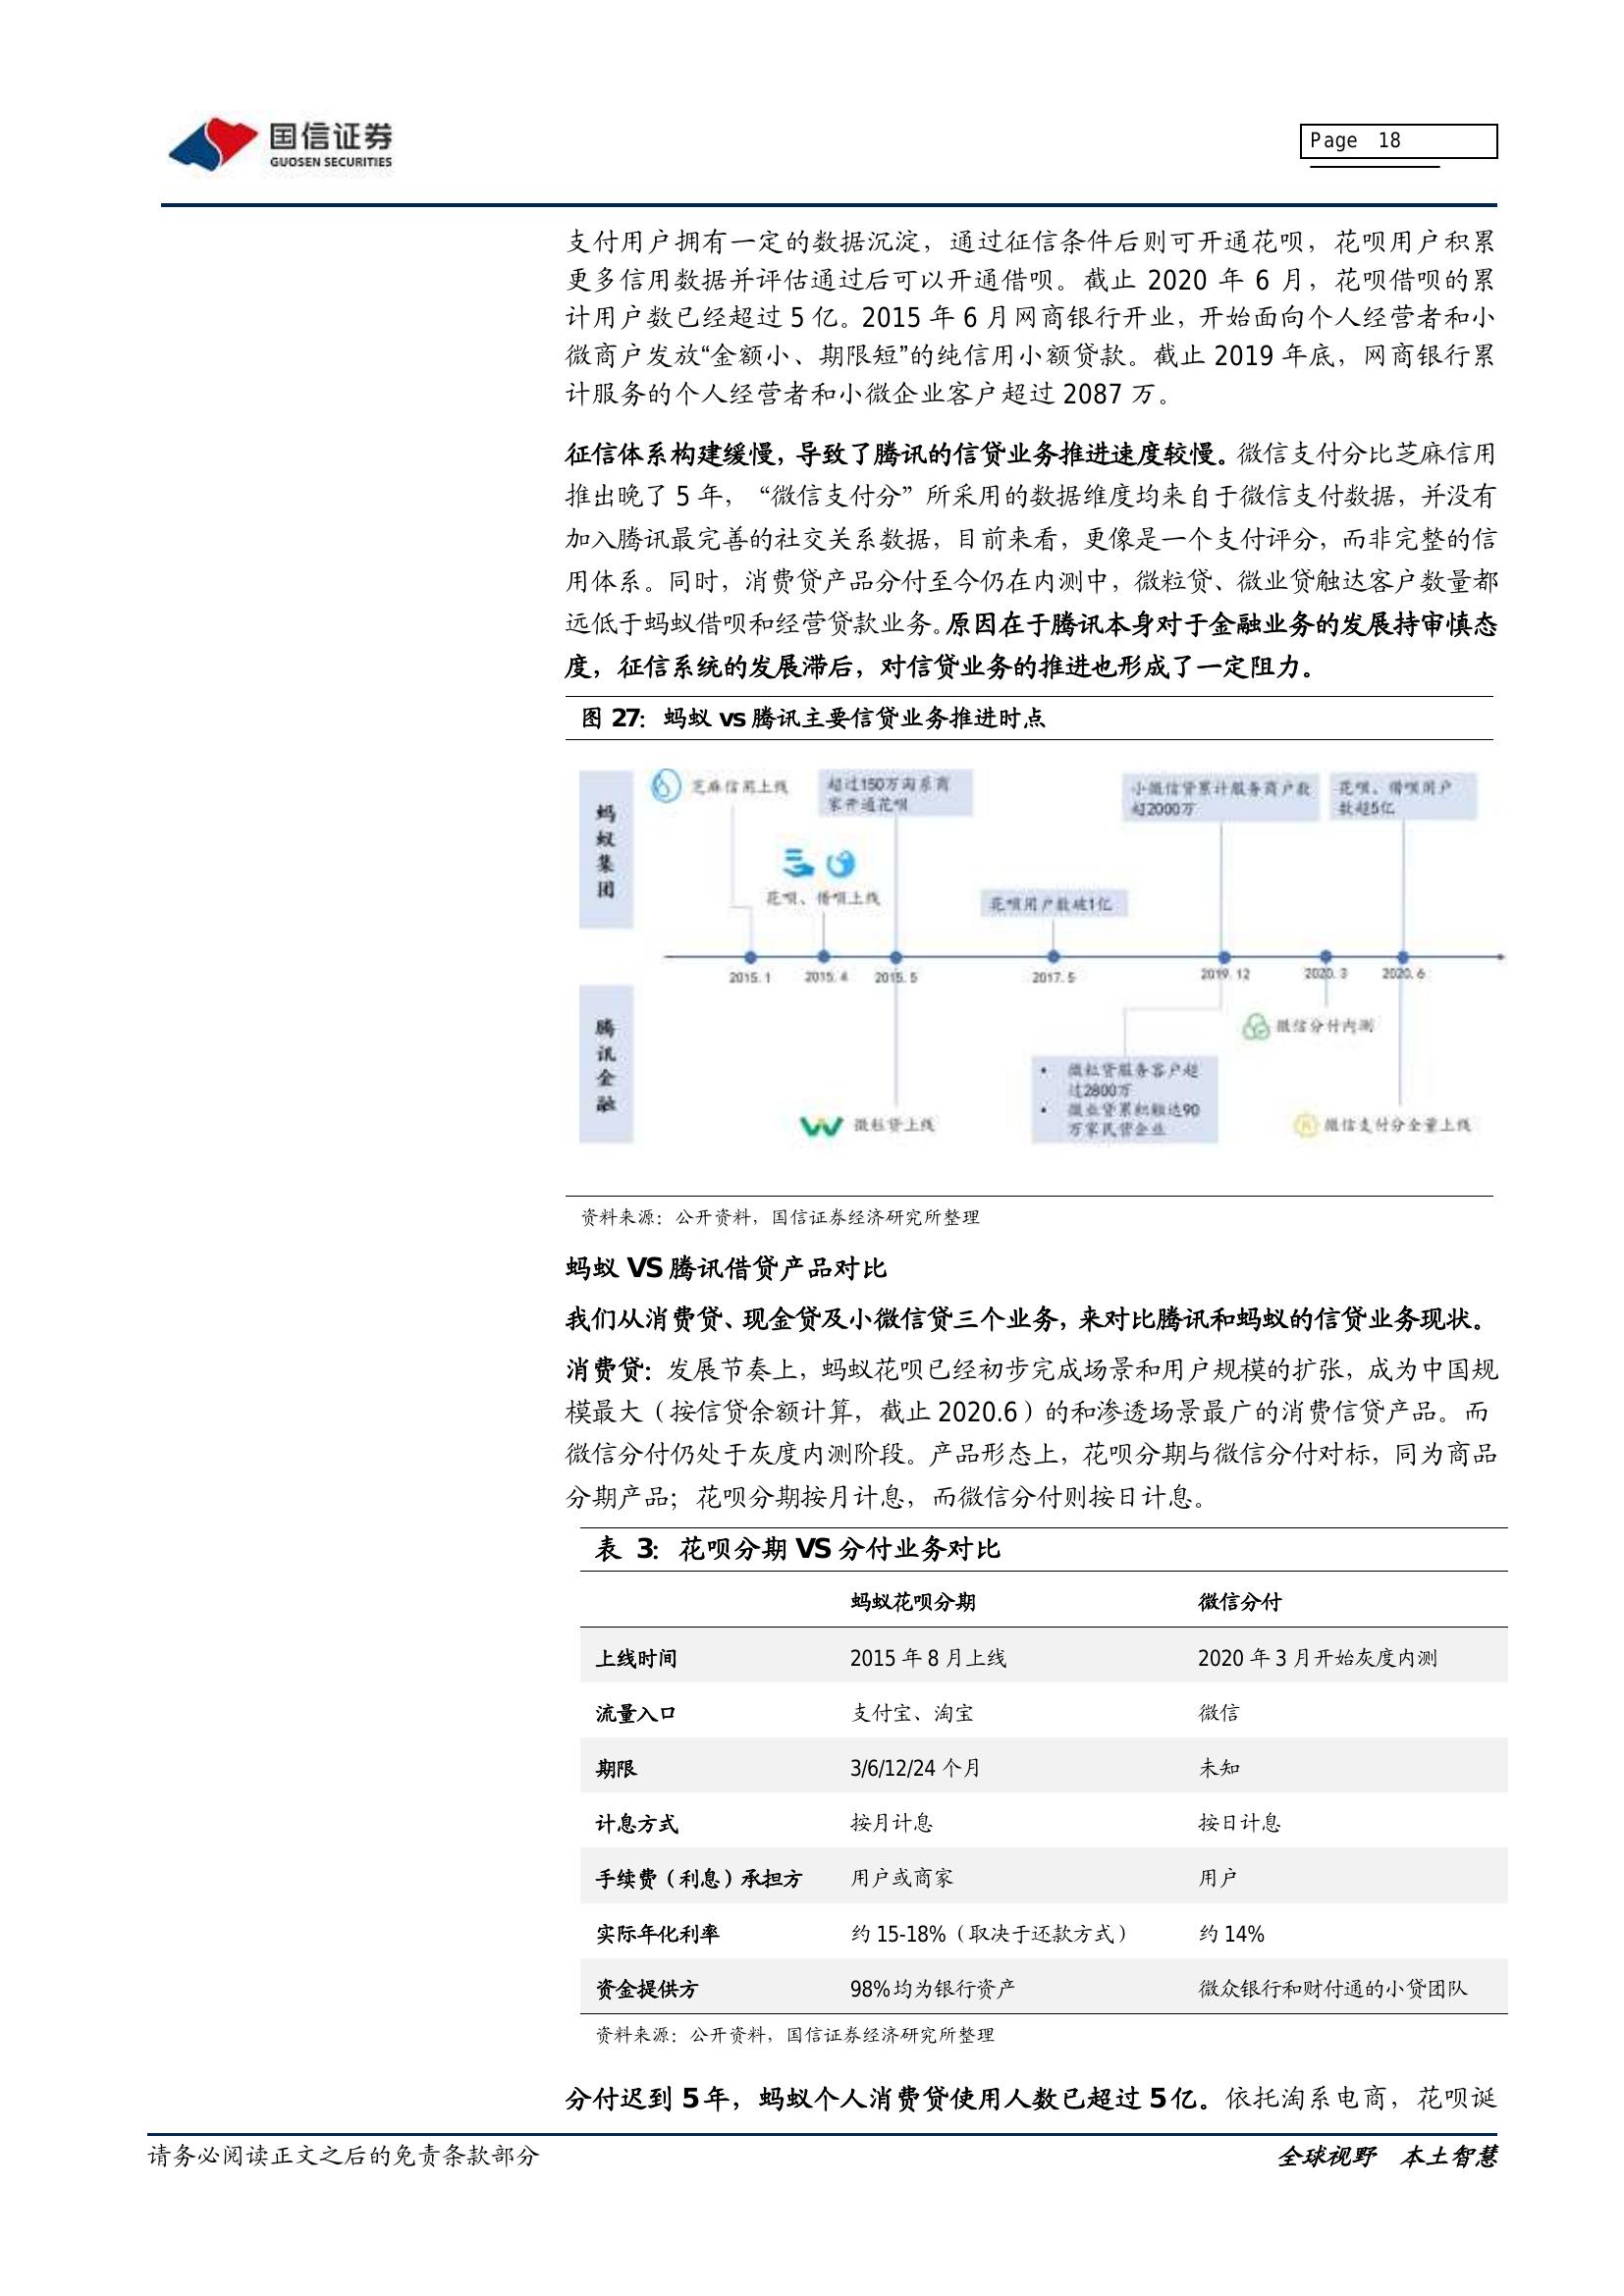 国信证券
GUOSEN SECURITIES
Page 18
支付用户拥有一定的数据沉淀，通过征信条件后则可开通花呗，花呗用户积累
更多信用数据并评估通过后可以开通借呗。截止 2020 年 6 月，花呗借呗的累
计用户数已经超过 5 亿。2015 年 6 月网商银行开业，开始面向个人经营者和小
微商户发放“金额小、期限短”的纯信用小额贷款。截止 2019 年底，网商银行累
计服务的个人经营者和小微企业客户超过 2087 万。
征信体系构建缓慢，导致了腾讯的信贷业务推进速度较慢。微信支付分比芝麻信用
推出晚了 5 年，“微信支付分”所采用的数据维度均来自于微信支付数据，并没有
加入腾讯最完善的社交关系数据，目前来看，更像是一个支付评分，而非完整的信
用体系。同时，消费贷产品分付至今仍在内测中，微粒贷、微业贷触达客户数量都
远低于蚂蚁借呗和经营贷款业务。原因在于腾讯本身对于金融业务的发展持审慎态
度，征信系统的发展滞后，对信贷业务的推进也形成了一定阻力。
图 27：蚂蚁 vs 腾讯主要信贷业务推进时点
蚂蚁集团
芝麻信用上线
超过150万淘系商
家开通花呗
小微信贷累计服务商户数
超2000万
花呗、借呗用户
数超5亿
花呗、借呗上线
花呗用户数破1亿
2015.1
2015.4
2015.5
2017.5
2019.12
2020.3
2020.6
腾讯金融
微信分付内测
• 微粒贷服务客户超
过2800万
• 微业贷累积触达90
万家民营企业
微粒贷上线
微信支付分全量上线
资料来源：公开资料，国信证券经济研究所整理
蚂蚁 VS 腾讯借贷产品对比
我们从消费贷、现金贷及小微信贷三个业务，来对比腾讯和蚂蚁的信贷业务现状。
消费贷：发展节奏上，蚂蚁花呗已经初步完成场景和用户规模的扩张，成为中国规
模最大（按信贷余额计算，截止 2020.6）的和渗透场景最广的消费信贷产品。而
微信分付仍处于灰度内测阶段。产品形态上，花呗分期与微信分付对标，同为商品
分期产品；花呗分期按月计息，而微信分付则按日计息。
表 3：花呗分期 VS 分付业务对比
蚂蚁花呗分期 微信分付
上线时间 2015 年 8 月上线 2020 年 3 月开始灰度内测
流量入口 支付宝、淘宝 微信
期限 3/6/12/24 个月 未知
计息方式 按月计息 按日计息
手续费（利息）承担方 用户或商家 用户
实际年化利率 约 15-18%（取决于还款方式） 约 14%
资金提供方 98%均为银行资产 微众银行和财付通的小贷团队
资料来源：公开资料，国信证券经济研究所整理
分付迟到 5 年，蚂蚁个人消费贷使用人数已超过 5 亿。依托淘系电商，花呗诞
请务必阅读正文之后的免责条款部分
全球视野 本土智慧